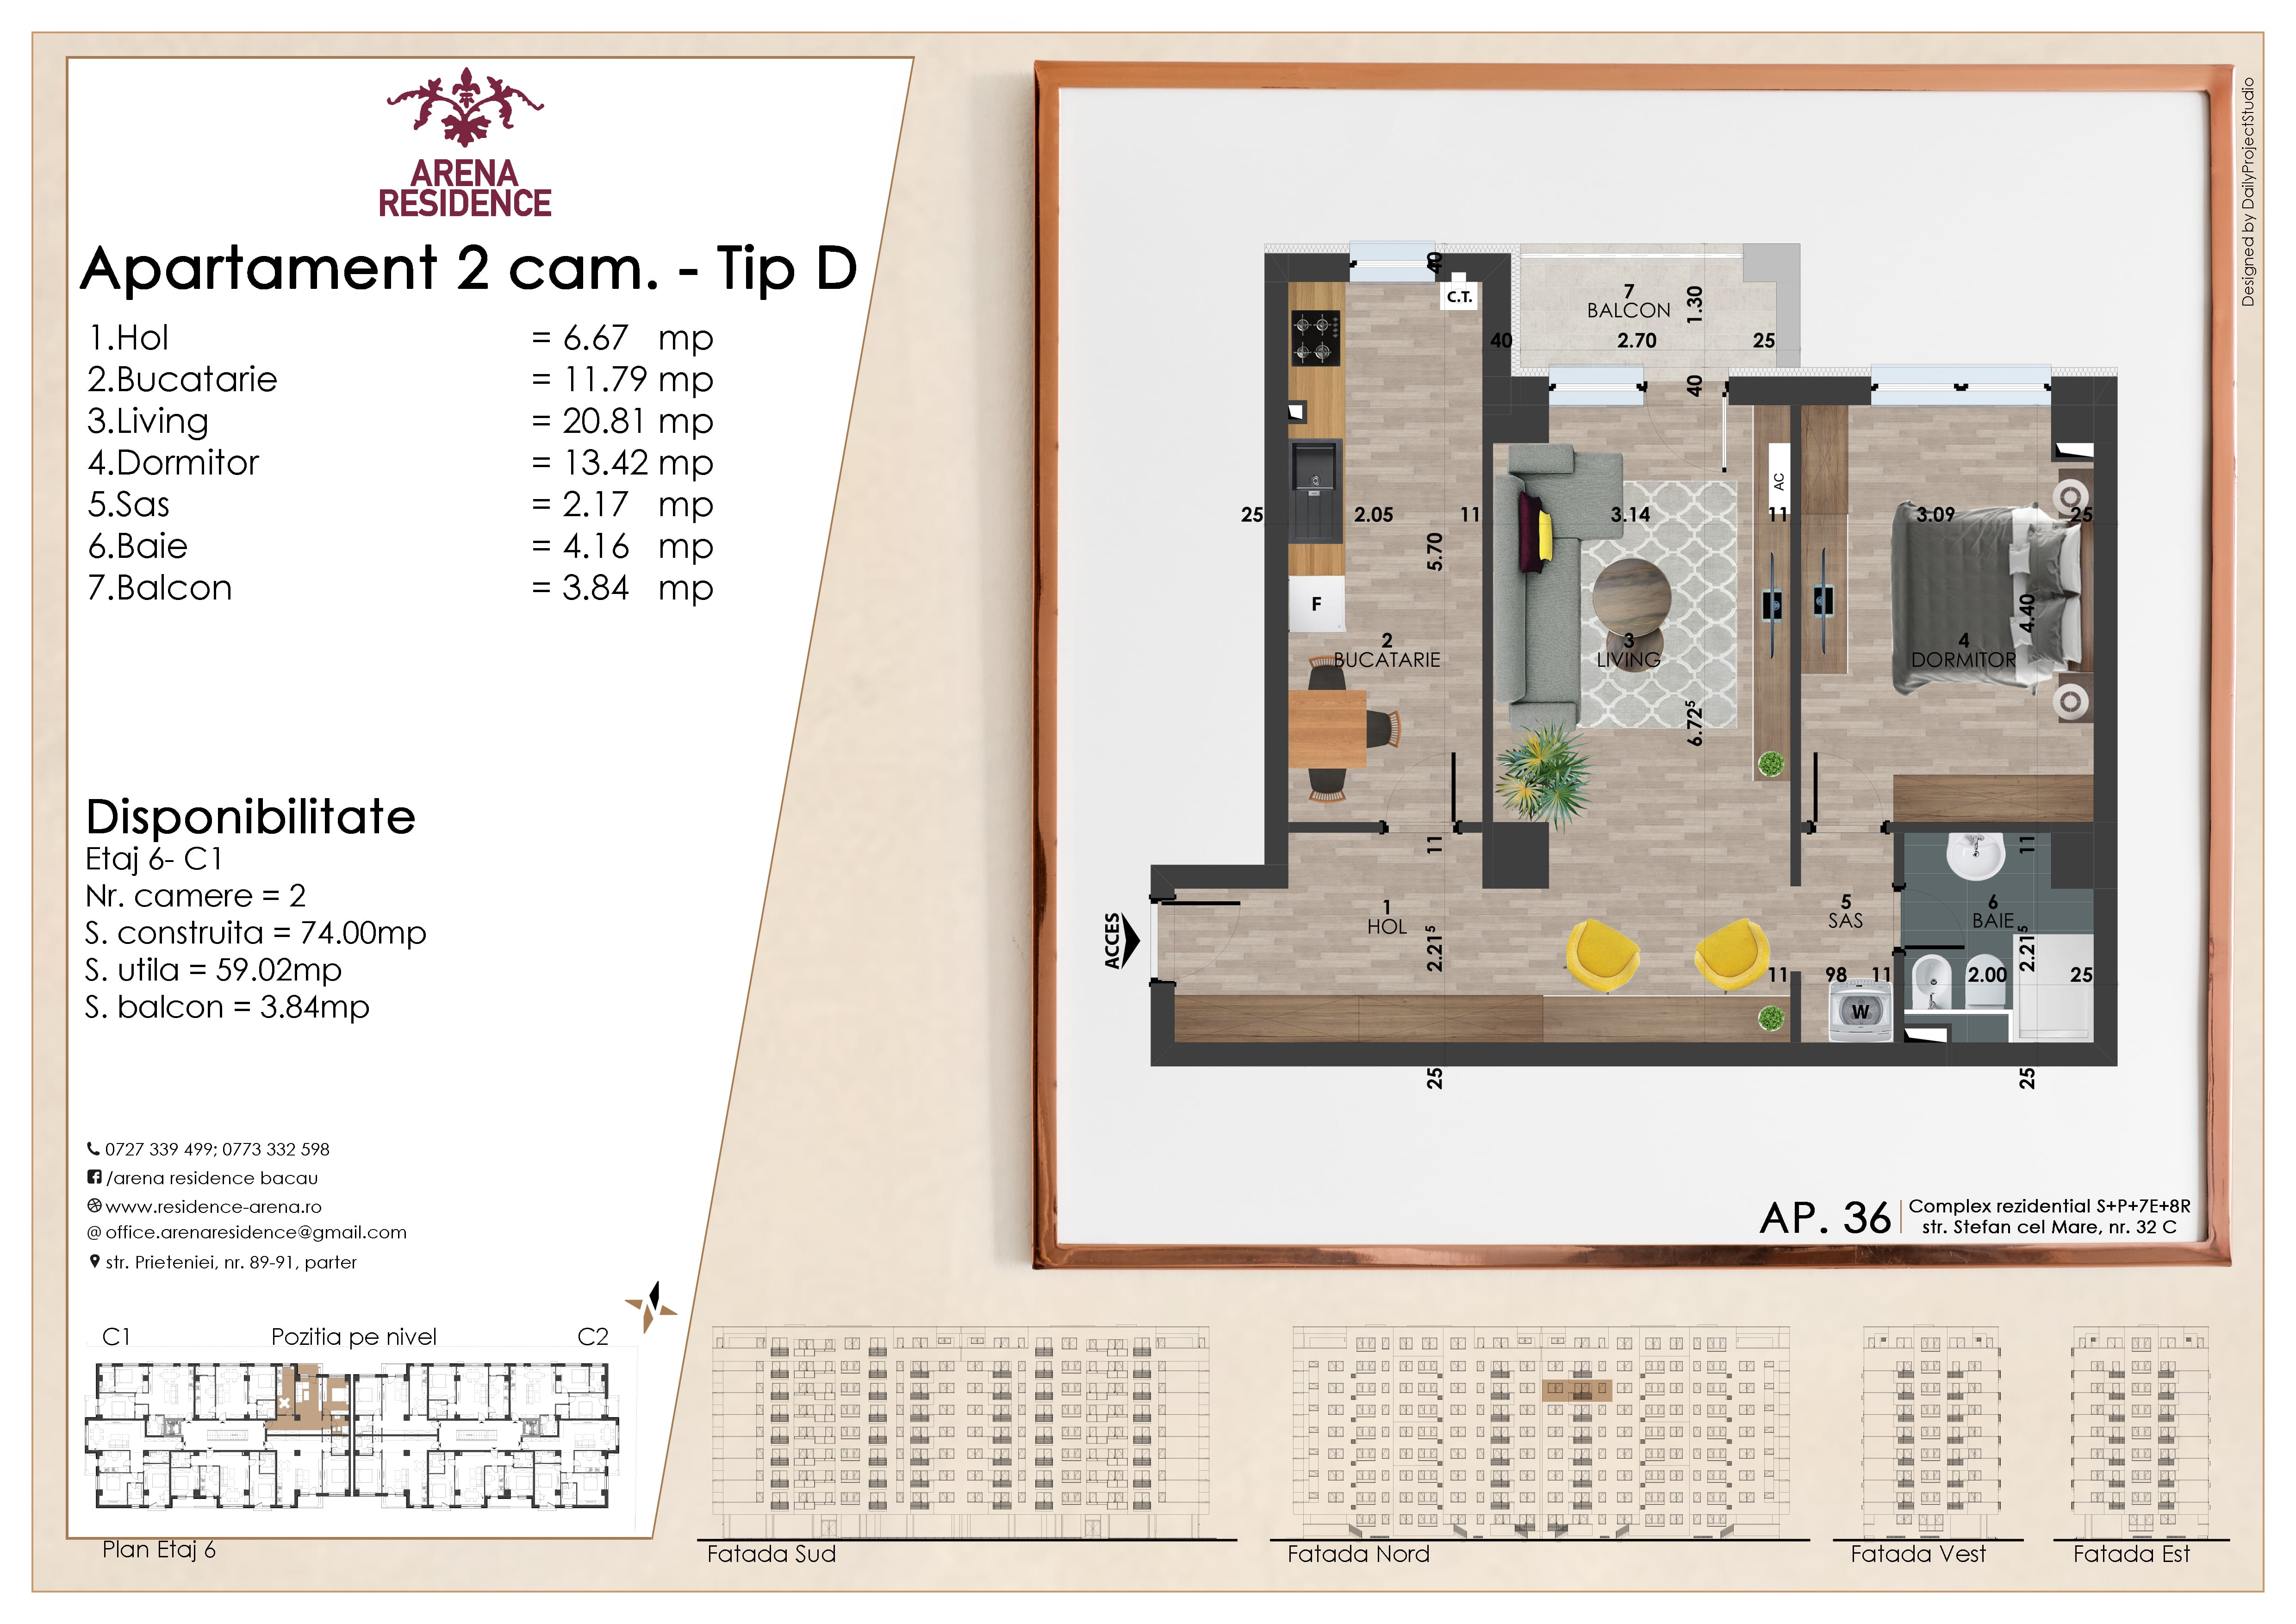 ARENA
RESIDENCE
Apartament 2 cam. - Tip D
1.Hol = 6.67 mp
2.Bucatarie = 11.79 mp
3.Living = 20.81 mp
4.Dormitor = 13.42 mp
5.Sas = 2.17 mp
6.Baie = 4.16 mp
7.Balcon = 3.84 mp
Disponibilitate
Etaj 6- C1
Nr. camere = 2
S. construita = 74.00mp
S. utila = 59.02mp
S. balcon = 3.84mp
0727 339 499; 0773 332 598
/arena residence bacau
www.residence-arena.ro
@ office.arenaresidence@gmail.com
str. Prieteniei, nr. 89-91, parter
C1 Pozitia pe nivel C2
Plan Etaj 6
Designed by DailyProjectStudio
40
C.T.
7
BALCON
1.30
40 2.70 25
40
AC
25 2.05 11 3.14 11 3.09 25
5.70
F
4.40
2
BUCATARIE
3
LIVING
4
DORMITOR
6.72⁵
11
11
ACCES
1
HOL
2.21⁵
5
SAS
6
BAIE
2.21⁵
11 98 11 2.00 25
W
25
25
AP. 36
Complex rezidential S+P+7E+8R
str. Stefan cel Mare, nr. 32 C
Fatada Sud
Fatada Nord
Fatada Vest
Fatada Est